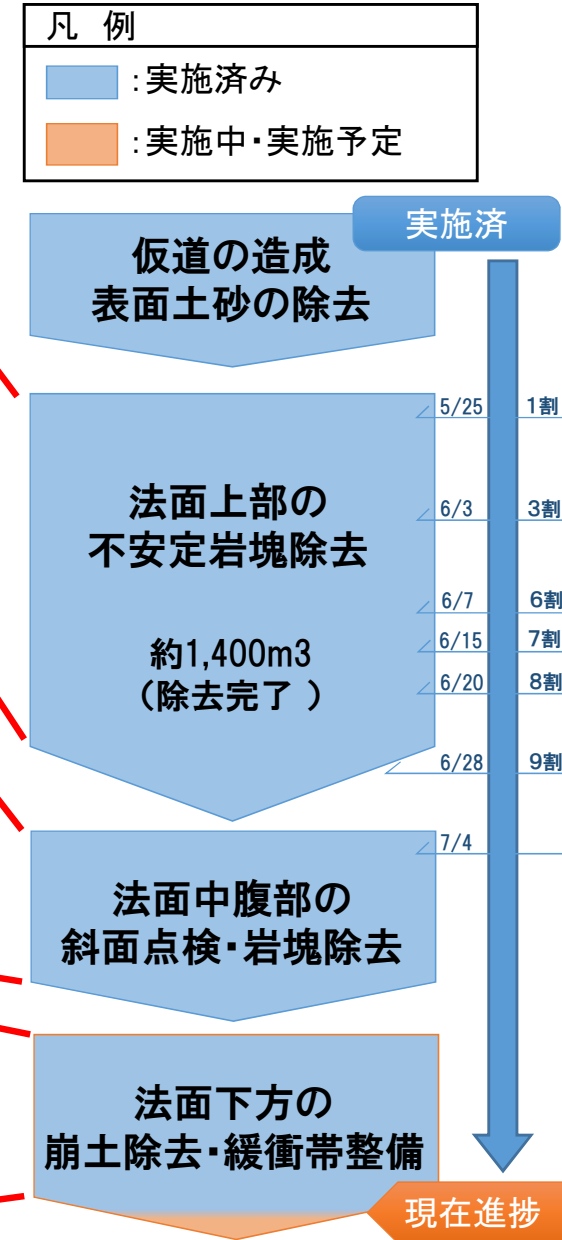 凡 例
:実施済み
:実施中・実施予定
実施済
仮道の造成
表面土砂の除去
5/25 1割
法面上部の
不安定岩塊除去
6/3 3割
6/7 6割
6/15 7割
約1,400m3
(除去完了 )
6/20 8割
6/28 9割
7/4
法面中腹部の
斜面点検・岩塊除去
法面下方の
崩土除去・緩衝帯整備
現在進捗